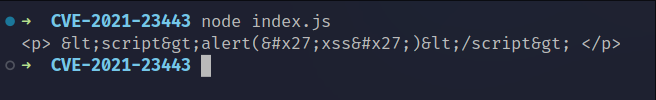 ➜ CVE-2021-23443 node index.js
<p> &lt;script&gt;alert(&#x27;xss&#x27;)&lt;/script&gt; </p>
➜ CVE-2021-23443